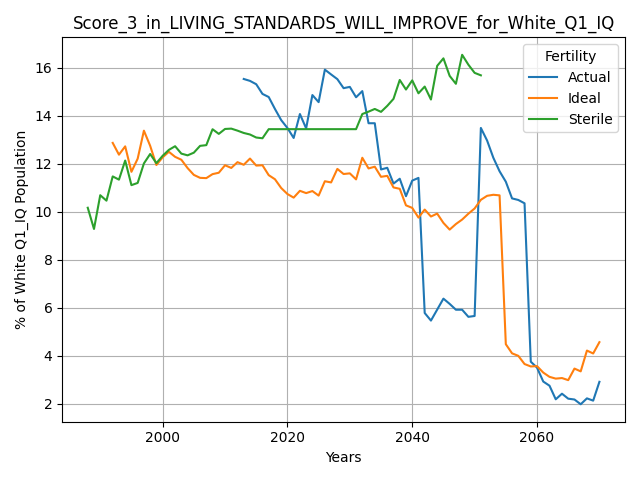 Score_3_in_LIVING_STANDARDS_WILL_IMPROVE_for_White_Q1_IQ
% of White Q1_IQ Population
16
14
12
10
8
6
4
2
Fertility
Actual
Ideal
Sterile
2000
2020
2040
2060
Years